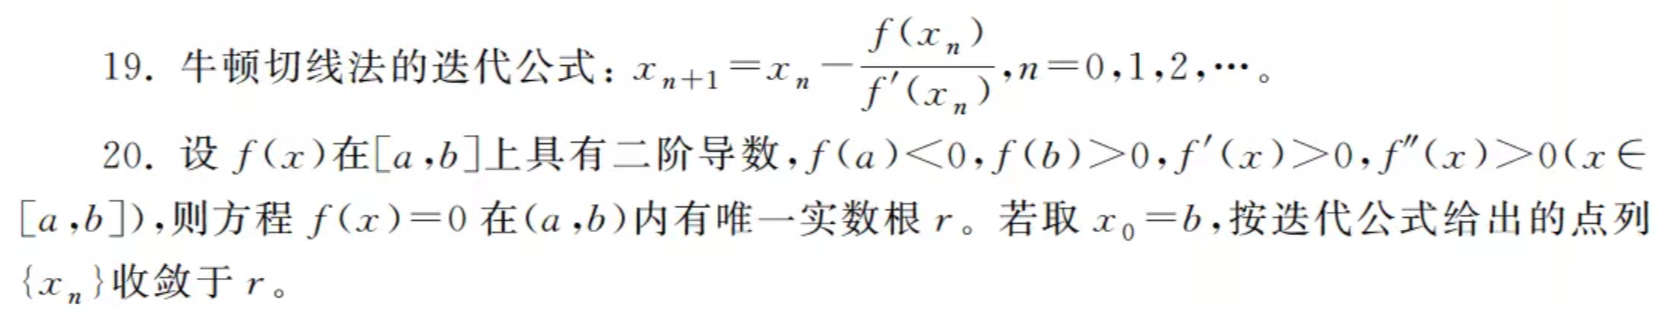 19. 牛顿切线法的迭代公式：$x_{n+1}=x_n-\dfrac{f(x_n)}{f'(x_n)}$,n=0,1,2,…。
20. 设 f(x)在[a,b]上具有二阶导数,f(a)<0,f(b)>0,f′(x)>0,f″(x)>0(x∈
[a,b]),则方程 f(x)=0 在(a,b)内有唯一实数根 r。若取 $x_0$=b,按迭代公式给出的点列
{$x_n$}收敛于 r。